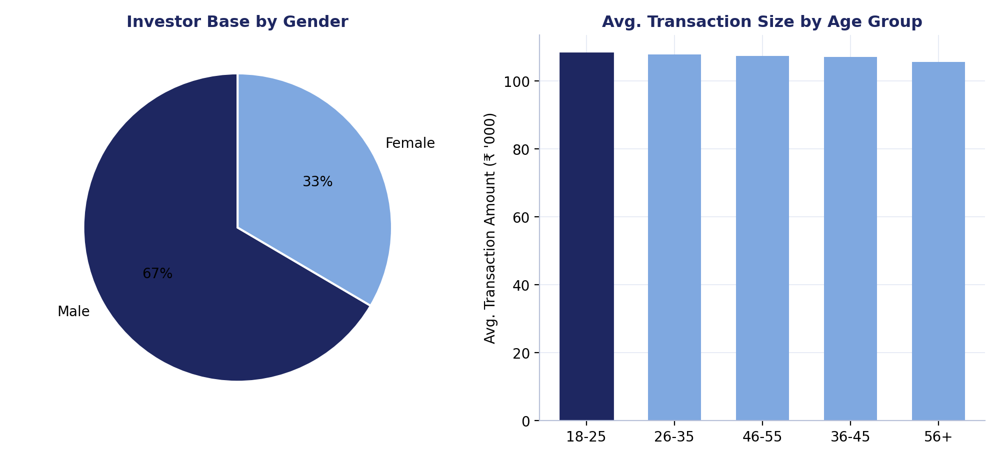 Investor Base by Gender
Female
33%
67%
Male
Avg. Transaction Size by Age Group
Avg. Transaction Amount (₹ '000)
100
80
60
40
20
0
18-25
26-35
46-55
36-45
56+